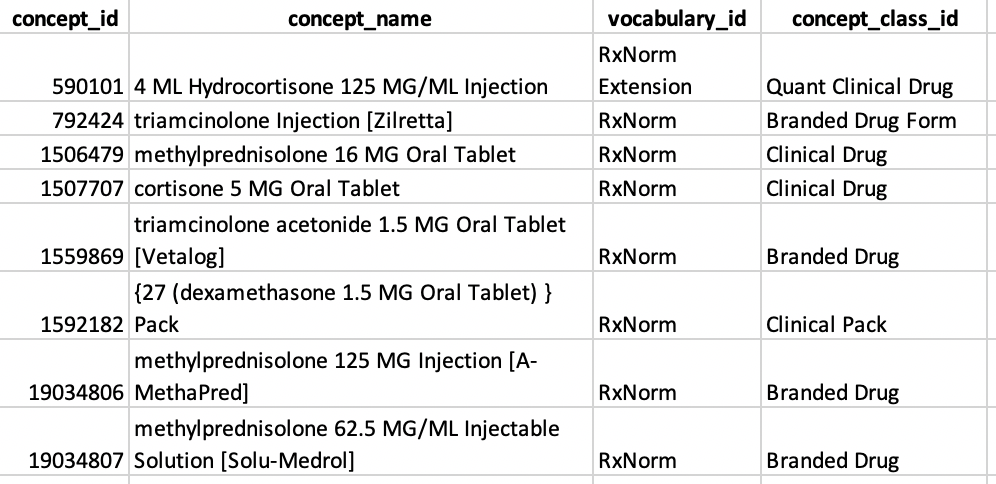 concept_id concept_name vocabulary_id concept_class_id
590101 4 ML Hydrocortisone 125 MG/ML Injection RxNorm
Extension Quant Clinical Drug
792424 triamcinolone Injection [Zilretta] RxNorm Branded Drug Form
1506479 methylprednisolone 16 MG Oral Tablet RxNorm Clinical Drug
1507707 cortisone 5 MG Oral Tablet RxNorm Clinical Drug
1559869 triamcinolone acetonide 1.5 MG Oral Tablet
[Vetalog] RxNorm Branded Drug
1592182 {27 (dexamethasone 1.5 MG Oral Tablet) }
Pack RxNorm Clinical Pack
19034806 methylprednisolone 125 MG Injection [A-
MethaPred] RxNorm Branded Drug
19034807 methylprednisolone 62.5 MG/ML Injectable
Solution [Solu-Medrol] RxNorm Branded Drug